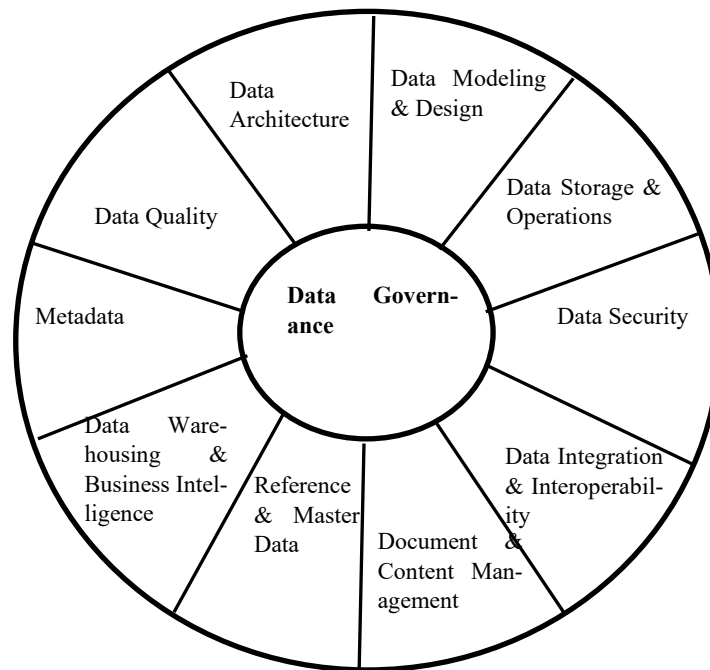 Data
Architecture
Data Modeling
& Design
Data Storage &
Operations
Data Security
Data Integration
& Interoperabil-
ity
Document &
Content Man-
agement
Reference
& Master
Data
Data Ware-
housing &
Business Intel-
ligence
Metadata
Data Quality
Data Govern-
ance